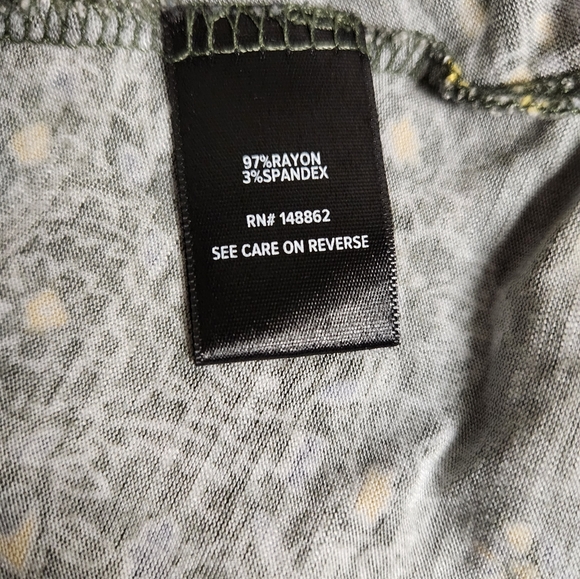 97%RAYON
3%SPANDEX
RN# 148862
SEE CARE ON REVERSE